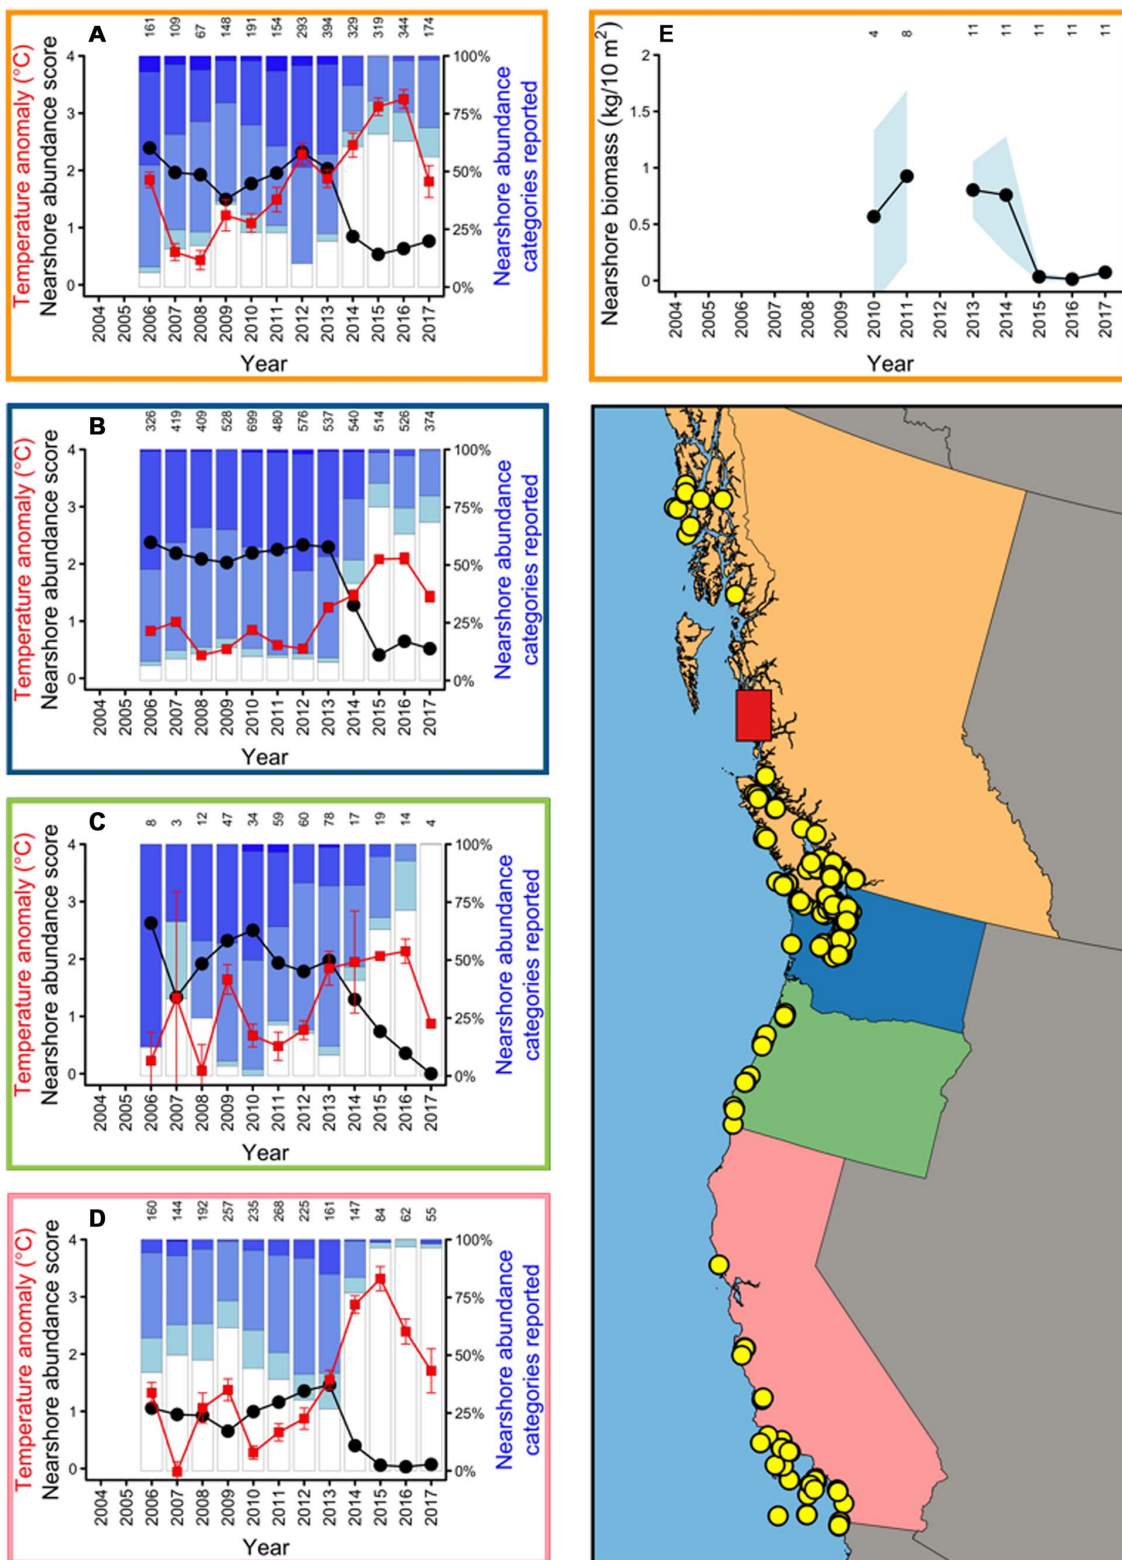 A
161 109 67 148 191 154 293 394 329 319 344 174
Temperature anomaly (°C)
Nearshore abundance score
4
3
2
1
0
100%
75%
50%
25%
0%
Nearshore abundance
categories reported
2004 2005 2006 2007 2008 2009 2010 2011 2012 2013 2014 2015 2016 2017
Year
E
4 8 11 11 11 11 11
Nearshore biomass (kg/10 m²)
2
1.5
1
0.5
0
2004 2005 2006 2007 2008 2009 2010 2011 2012 2013 2014 2015 2016 2017
Year
B
326 419 409 528 699 480 576 537 540 514 526 374
Temperature anomaly (°C)
Nearshore abundance score
4
3
2
1
0
100%
75%
50%
25%
0%
Nearshore abundance
categories reported
2004 2005 2006 2007 2008 2009 2010 2011 2012 2013 2014 2015 2016 2017
Year
C
8 3 12 47 34 59 60 78 17 19 14 4
Temperature anomaly (°C)
Nearshore abundance score
4
3
2
1
0
100%
75%
50%
25%
0%
Nearshore abundance
categories reported
2004 2005 2006 2007 2008 2009 2010 2011 2012 2013 2014 2015 2016 2017
Year
D
160 144 192 257 235 268 225 161 147 84 62 55
Temperature anomaly (°C)
Nearshore abundance score
4
3
2
1
0
100%
75%
50%
25%
0%
Nearshore abundance
categories reported
2004 2005 2006 2007 2008 2009 2010 2011 2012 2013 2014 2015 2016 2017
Year